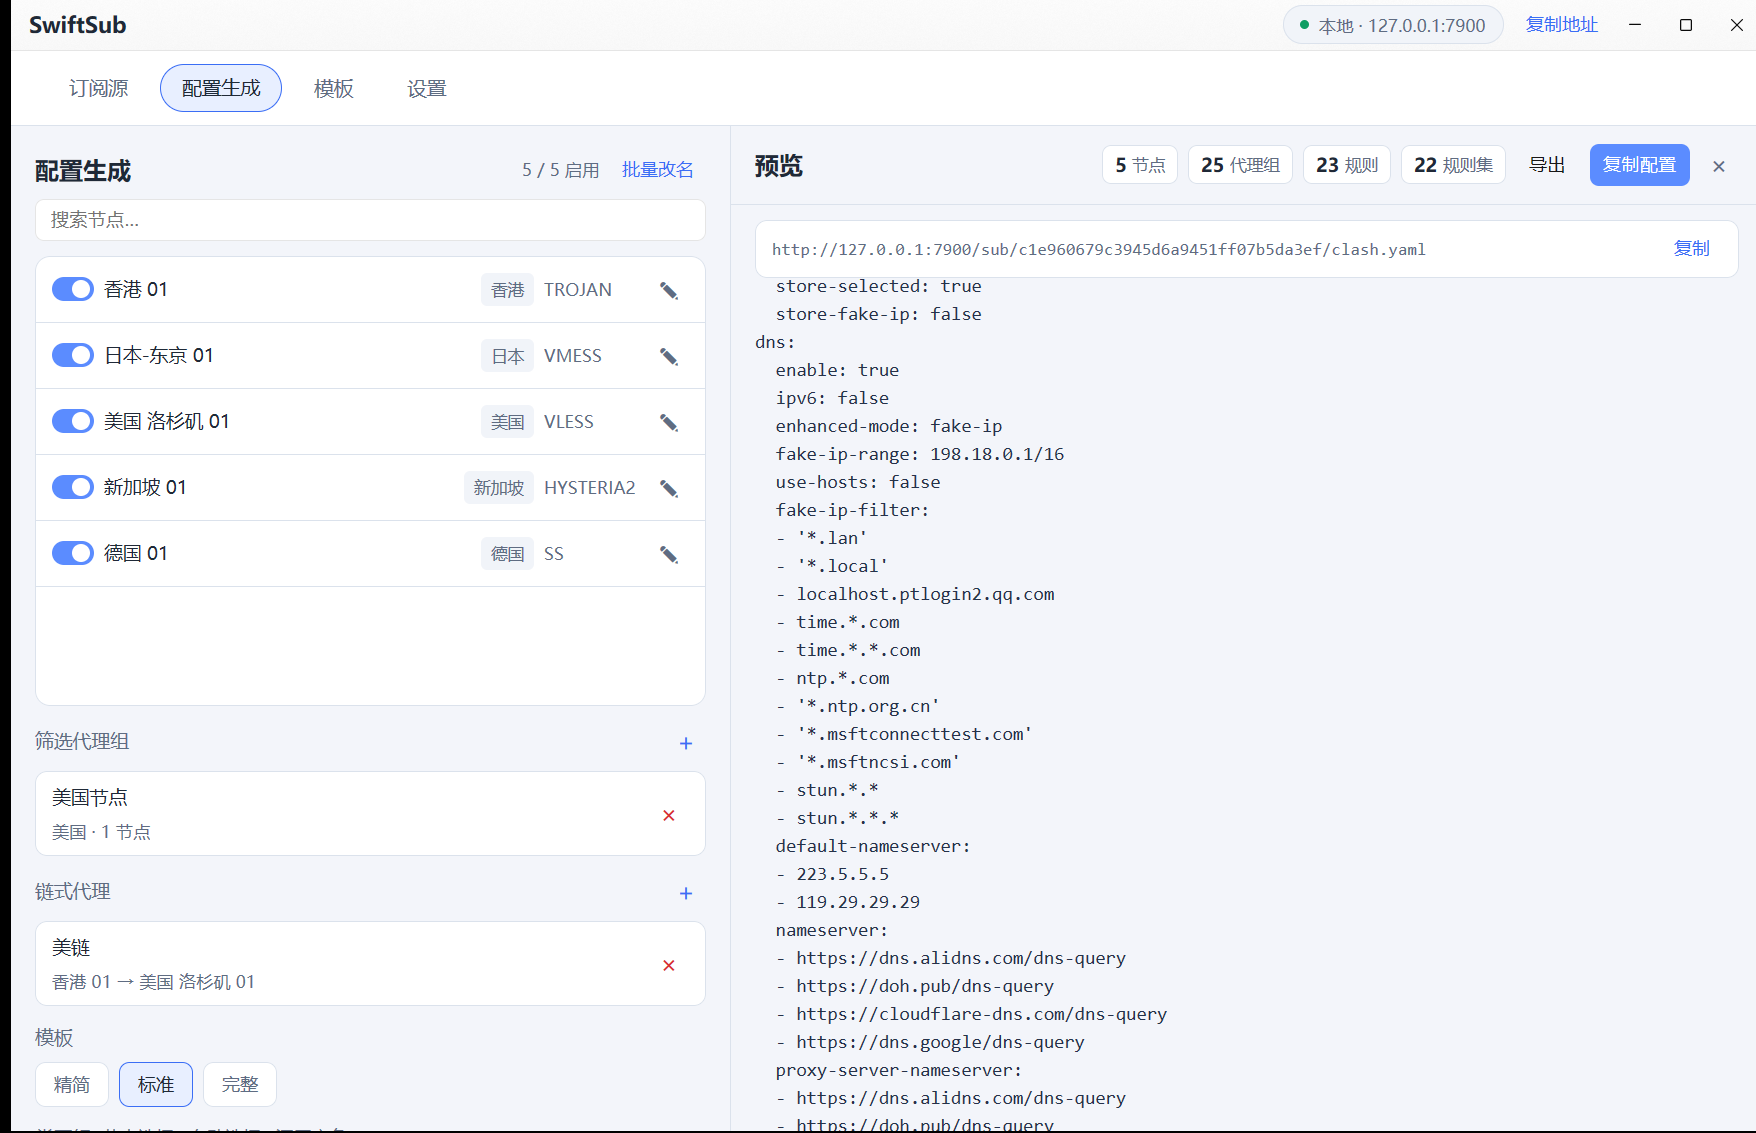 SwiftSub
本地 · 127.0.0.1:7900
复制地址
订阅源
配置生成
模板
设置
配置生成
5 / 5 启用
批量改名
搜索节点...
香港 01
香港
TROJAN
日本-东京 01
日本
VMESS
美国 洛杉矶 01
美国
VLESS
新加坡 01
新加坡
HYSTERIA2
德国 01
德国
SS
筛选代理组
+
美国节点
美国 · 1 节点
链式代理
+
美链
香港 01 → 美国 洛杉矶 01
模板
精简
标准
完整
预览
5 节点
25 代理组
23 规则
22 规则集
导出
复制配置
http://127.0.0.1:7900/sub/c1e960679c3945d6a9451ff07b5da3ef/clash.yaml
复制
store-selected: true
store-fake-ip: false
dns:
enable: true
ipv6: false
enhanced-mode: fake-ip
fake-ip-range: 198.18.0.1/16
use-hosts: false
fake-ip-filter:
- '*.lan'
- '*.local'
- localhost.ptlogin2.qq.com
- time.*.com
- time.*.*.com
- ntp.*.com
- '*.ntp.org.cn'
- '*.msftconnecttest.com'
- '*.msftncsi.com'
- stun.*.*
- stun.*.*.*
default-nameserver:
- 223.5.5.5
- 119.29.29.29
nameserver:
- https://dns.alidns.com/dns-query
- https://doh.pub/dns-query
- https://cloudflare-dns.com/dns-query
- https://dns.google/dns-query
proxy-server-nameserver:
- https://dns.alidns.com/dns-query
- https://doh.pub/dns-query